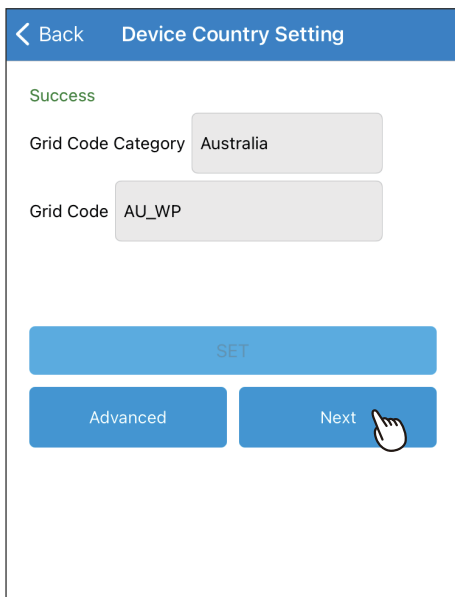 Back Device Country Setting
Success
Grid Code Category Australia
Grid Code AU_WP
SET
Advanced Next